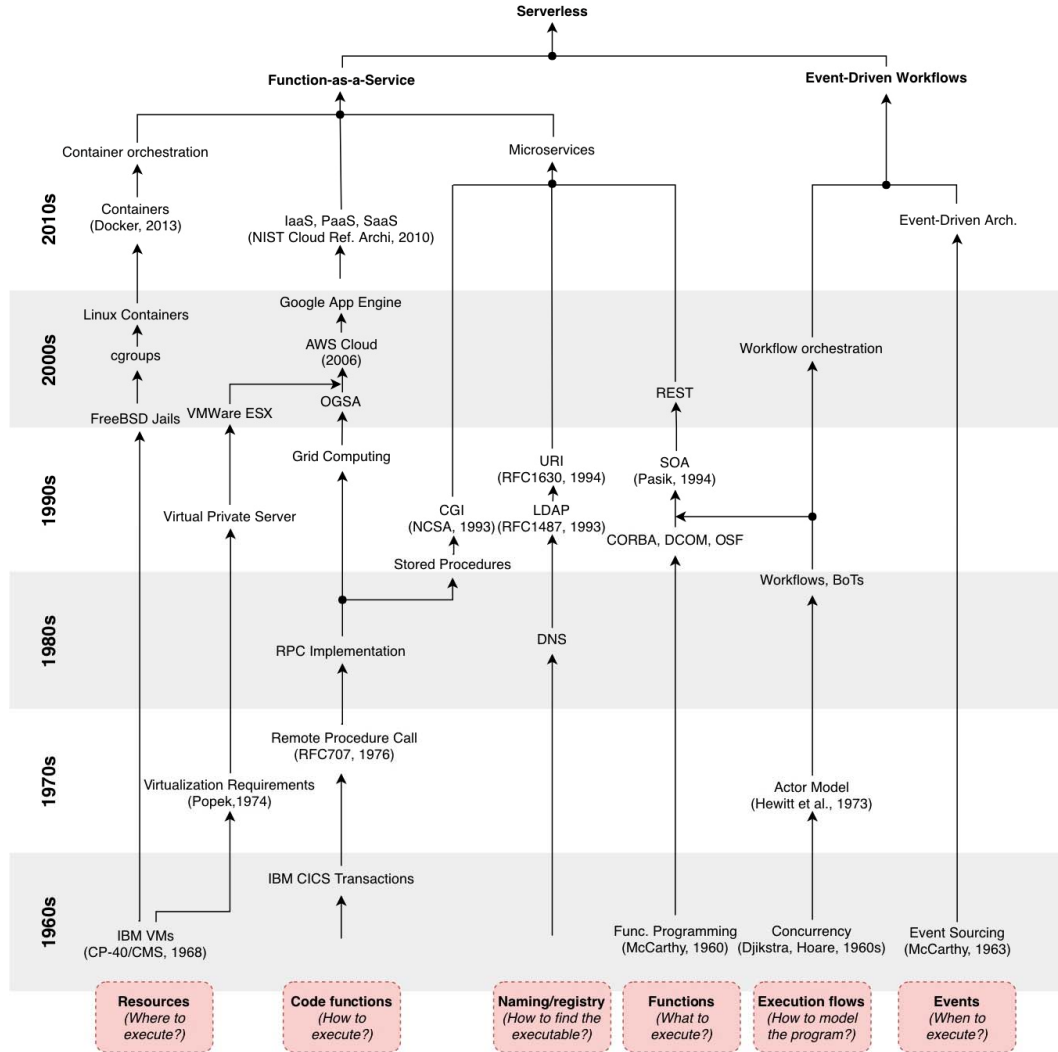 Serverless
Function-as-a-Service
Event-Driven Workflows
Container orchestration
Microservices
2010s
Containers
(Docker, 2013)
IaaS, PaaS, SaaS
(NIST Cloud Ref. Archi, 2010)
Event-Driven Arch.
2000s
Linux Containers
Google App Engine
cgroups
AWS Cloud
(2006)
Workflow orchestration
FreeBSD Jails
VMWare ESX
OGSA
REST
1990s
Grid Computing
URI
(RFC1630, 1994)
SOA
(Pasik, 1994)
Virtual Private Server
CGI
(NCSA, 1993)
LDAP
(RFC1487, 1993)
CORBA, DCOM, OSF
Stored Procedures
1980s
Workflows, BoTs
RPC Implementation
DNS
1970s
Remote Procedure Call
(RFC707, 1976)
Virtualization Requirements
(Popek,1974)
Actor Model
(Hewitt et al., 1973)
1960s
IBM CICS Transactions
IBM VMs
(CP-40/CMS, 1968)
Func. Programming
(McCarthy, 1960)
Concurrency
(Djikstra, Hoare, 1960s)
Event Sourcing
(McCarthy, 1963)
Resources
(Where to
execute?)
Code functions
(How to
execute?)
Naming/registry
(How to find the
executable?)
Functions
(What to
execute?)
Execution flows
(How to model
the program?)
Events
(When to
execute?)